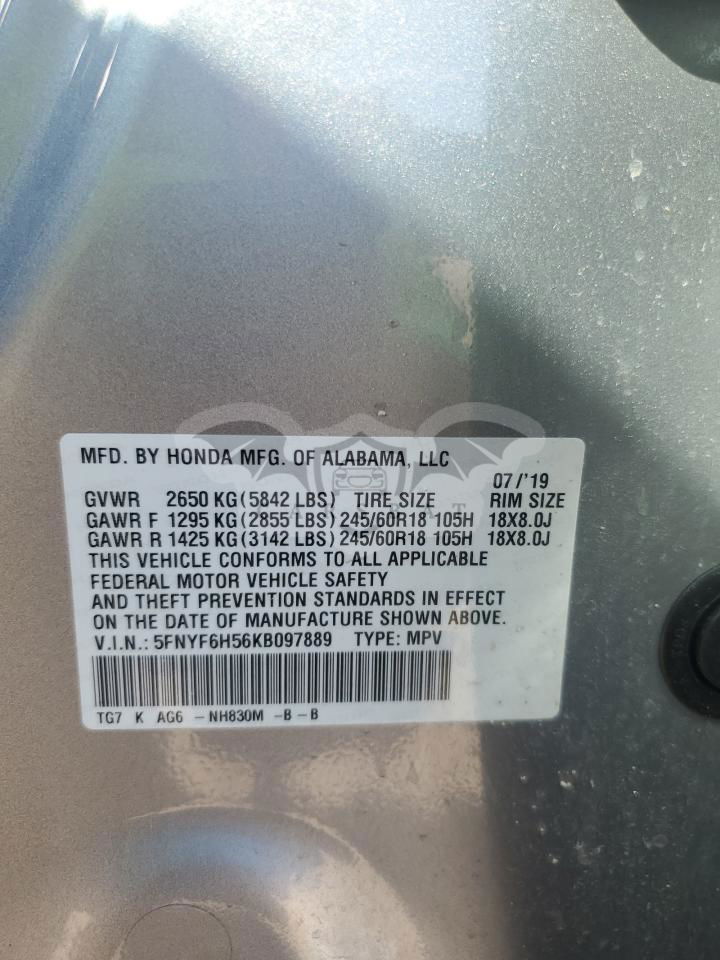 MFD. BY HONDA MFG. OF ALABAMA, LLC
07/'19
GVWR 2650 KG(5842 LBS) TIRE SIZE RIM SIZE
GAWR F 1295 KG(2855 LBS) 245/60R18 105H 18X8.0J
GAWR R 1425 KG(3142 LBS) 245/60R18 105H 18X8.0J
THIS VEHICLE CONFORMS TO ALL APPLICABLE
FEDERAL MOTOR VEHICLE SAFETY
AND THEFT PREVENTION STANDARDS IN EFFECT
ON THE DATE OF MANUFACTURE SHOWN ABOVE.
V.I.N.: 5FNYF6H56KB097889 TYPE: MPV
TG7 K AG6 -NH830M -B-B